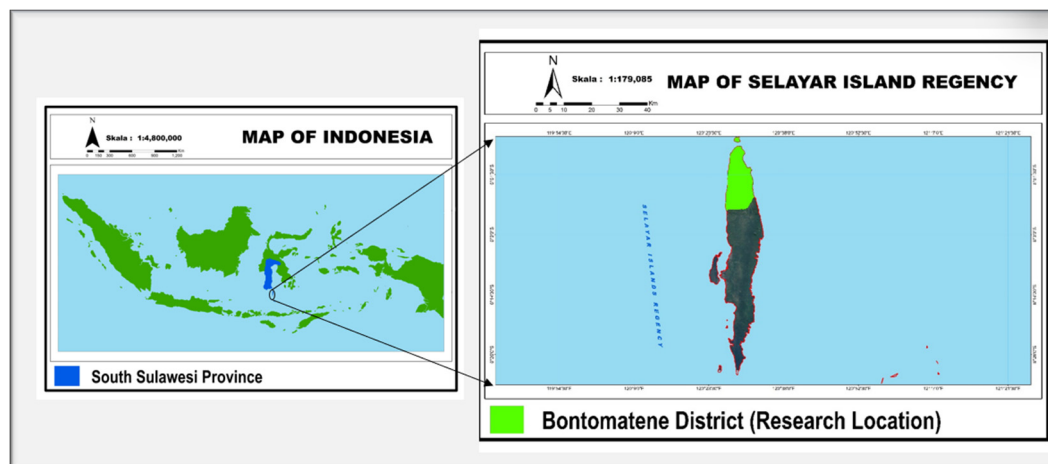 N
Skala : 1:4,800,000
MAP OF INDONESIA
Km
South Sulawesi Province
N
Skala : 1:179,085
MAP OF SELAYAR ISLAND REGENCY
0 5 10 20 30 40 Km
SELAYAR ISLANDS REGENCY
Bontomatene District (Research Location)